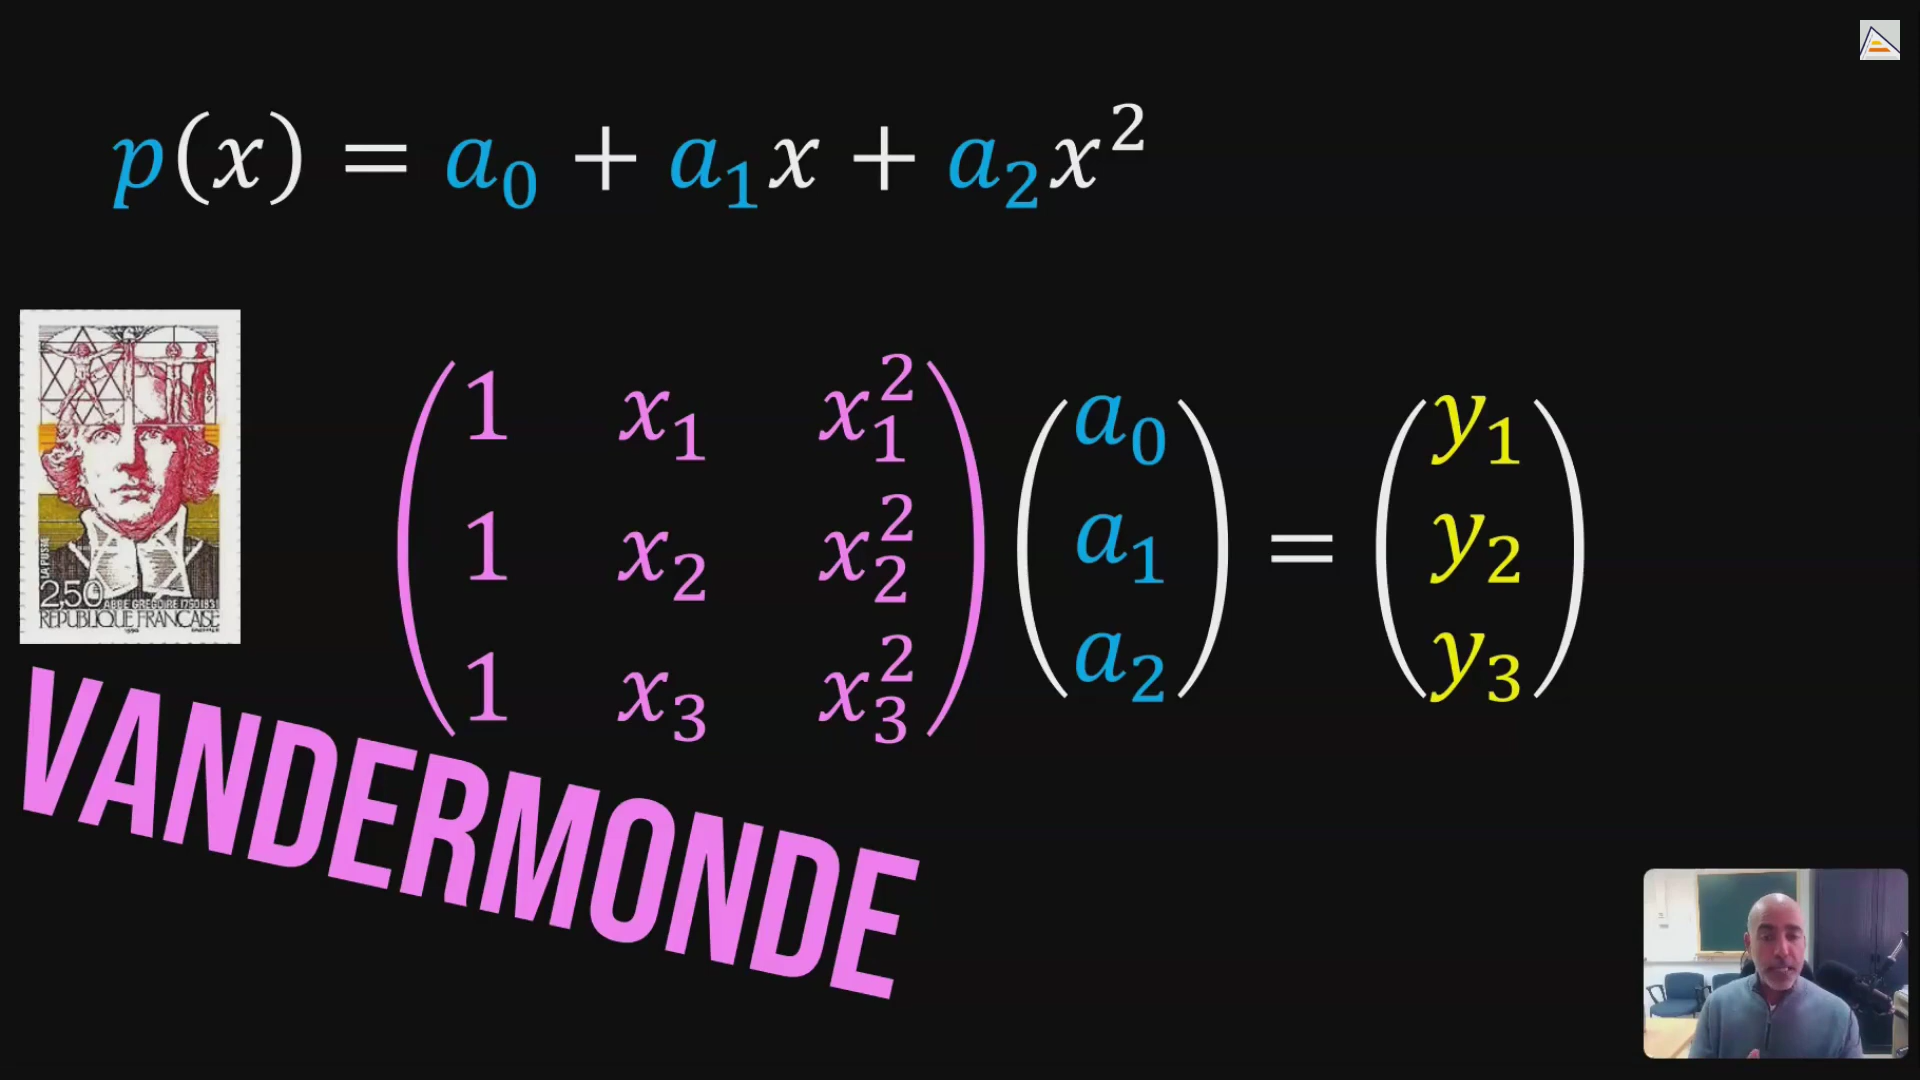 p(x) = a₀ + a₁x + a₂x²
LA POSTE
2,50
ABBÉ GRÉGOIRE 1750-1831
RÉPUBLIQUE FRANÇAISE
1990
( 1 x₁ x₁² ) ( a₀ ) = ( y₁ )
( 1 x₂ x₂² ) ( a₁ ) = ( y₂ )
( 1 x₃ x₃² ) ( a₂ ) = ( y₃ )
VANDERMONDE